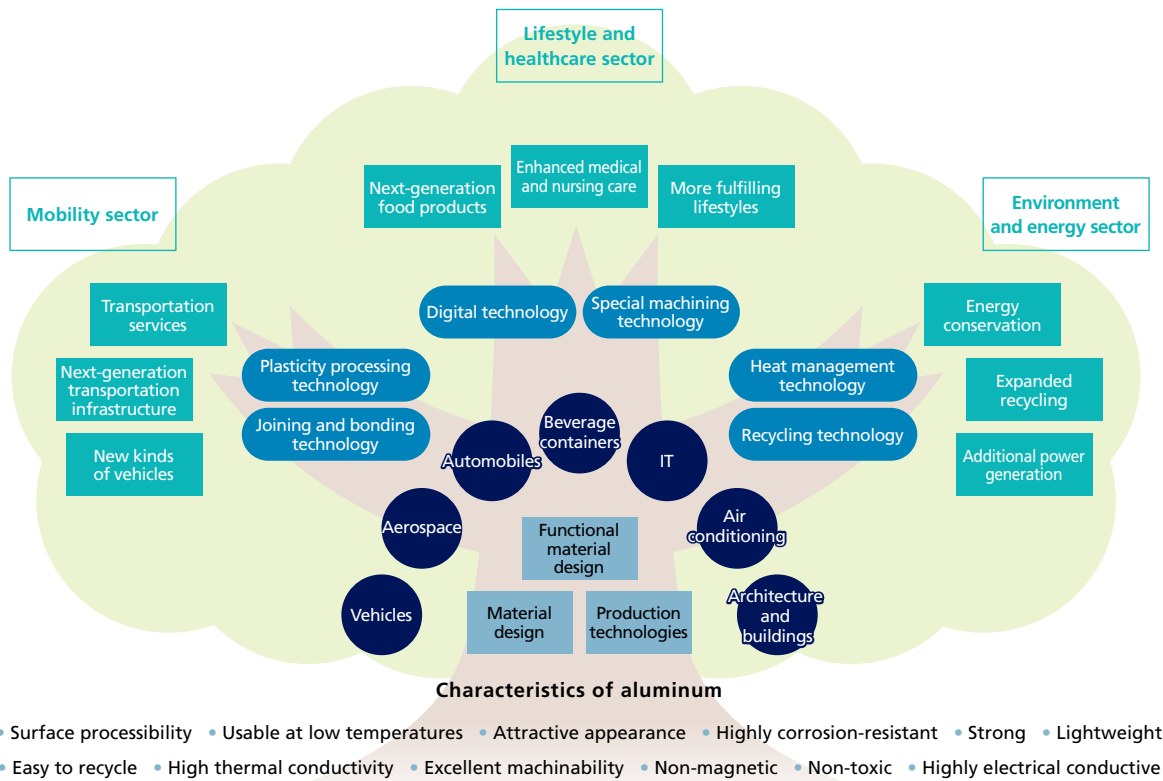 Lifestyle and
healthcare sector
Mobility sector
Environment
and energy sector
Next-generation
food products
Enhanced medical
and nursing care
More fulfilling
lifestyles
Transportation
services
Next-generation
transportation
infrastructure
New kinds
of vehicles
Energy
conservation
Expanded
recycling
Additional power
generation
Digital technology
Special machining
technology
Plasticity processing
technology
Joining and bonding
technology
Heat management
technology
Recycling technology
Vehicles
Aerospace
Automobiles
Beverage
containers
IT
Air
conditioning
Architecture
and
buildings
Functional
material
design
Material
design
Production
technologies
Characteristics of aluminum
• Surface processibility • Usable at low temperatures • Attractive appearance • Highly corrosion-resistant • Strong • Lightweight
• Easy to recycle • High thermal conductivity • Excellent machinability • Non-magnetic • Non-toxic • Highly electrical conductive